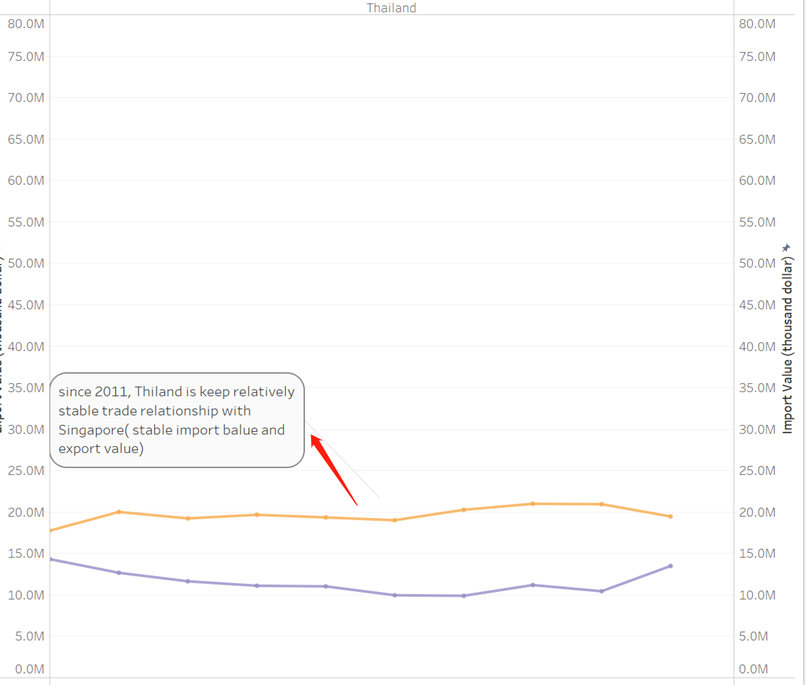 Thailand
80.0M
75.0M
70.0M
65.0M
60.0M
55.0M
50.0M
45.0M
40.0M
35.0M
30.0M
25.0M
20.0M
15.0M
10.0M
5.0M
0.0M
since 2011, Thiland is keep relatively
stable trade relationship with
Singapore( stable import balue and
export value)
80.0M
75.0M
70.0M
65.0M
60.0M
55.0M
50.0M
45.0M
40.0M
35.0M
30.0M
25.0M
20.0M
15.0M
10.0M
5.0M
0.0M
Import Value (thousand dollar)